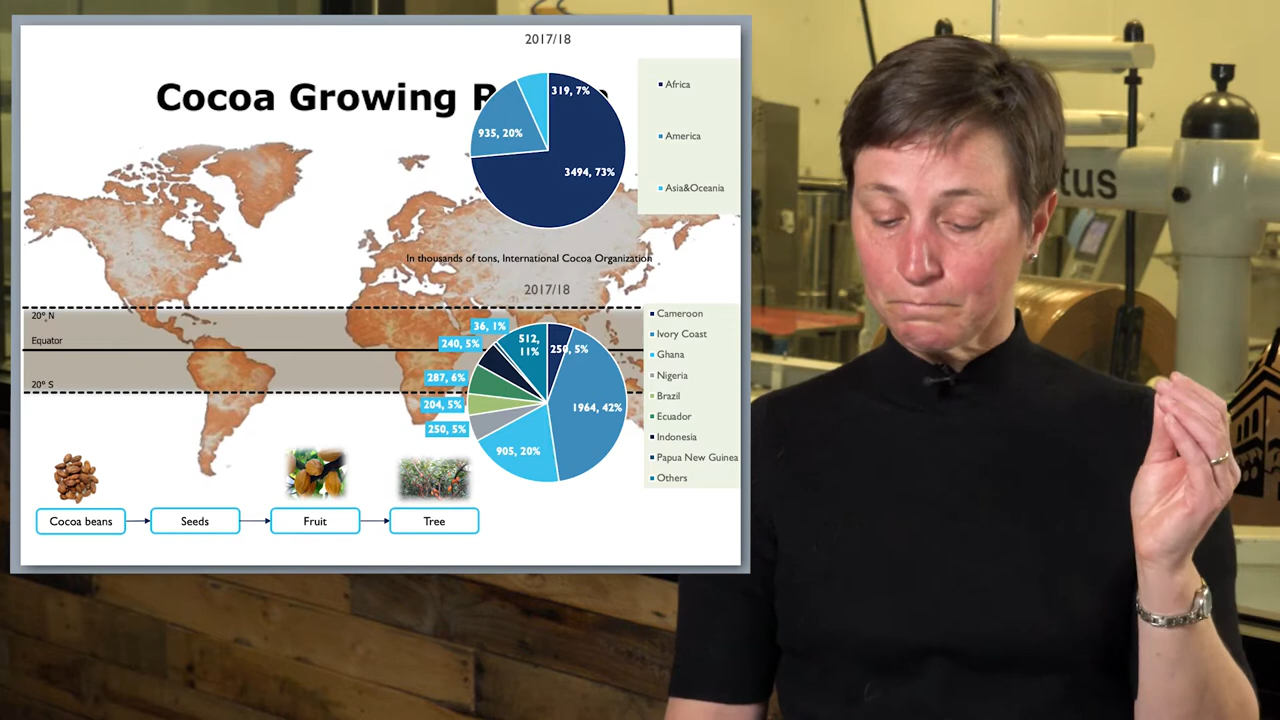 2017/18
Cocoa Growing R
319, 7%
935, 20%
3494, 73%
Africa
America
Asia&Oceania
In thousands of tons, International Cocoa Organization
2017/18
20° N
Equator
20° S
36, 1%
240, 5%
287, 6%
204, 5%
250, 5%
512,
11%
250, 5%
1964, 42%
905, 20%
Cameroon
Ivory Coast
Ghana
Nigeria
Brazil
Ecuador
Indonesia
Papua New Guinea
Others
Cocoa beans
Seeds
Fruit
Tree
tus